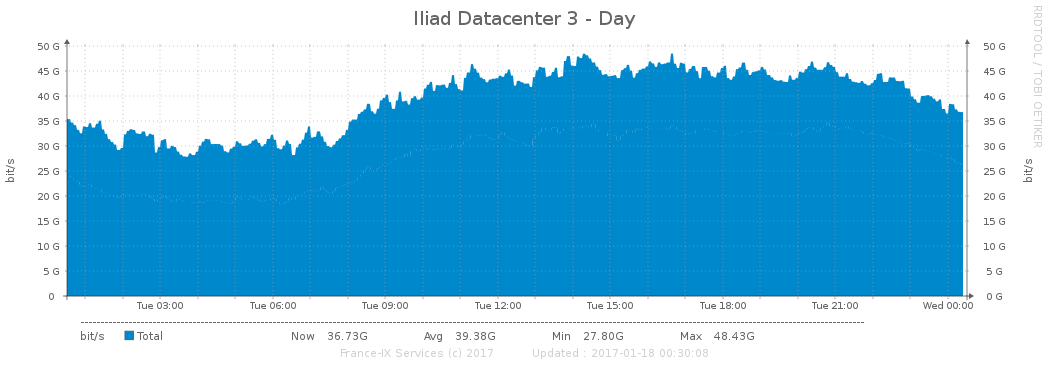 Iliad Datacenter 3 - Day
RRDTOOL / TOBI OETIKER
50 G 50 G
45 G 45 G
40 G 40 G
35 G 35 G
30 G 30 G
25 G 25 G
20 G 20 G
15 G 15 G
10 G 10 G
5 G 5 G
0 0 G
bit/s bit/s
Tue 03:00 Tue 06:00 Tue 09:00 Tue 12:00 Tue 15:00 Tue 18:00 Tue 21:00 Wed 00:00
bit/s Total Now 36.73G Avg 39.38G Min 27.80G Max 48.43G
France-IX Services (c) 2017 Updated : 2017-01-18 00:30:08